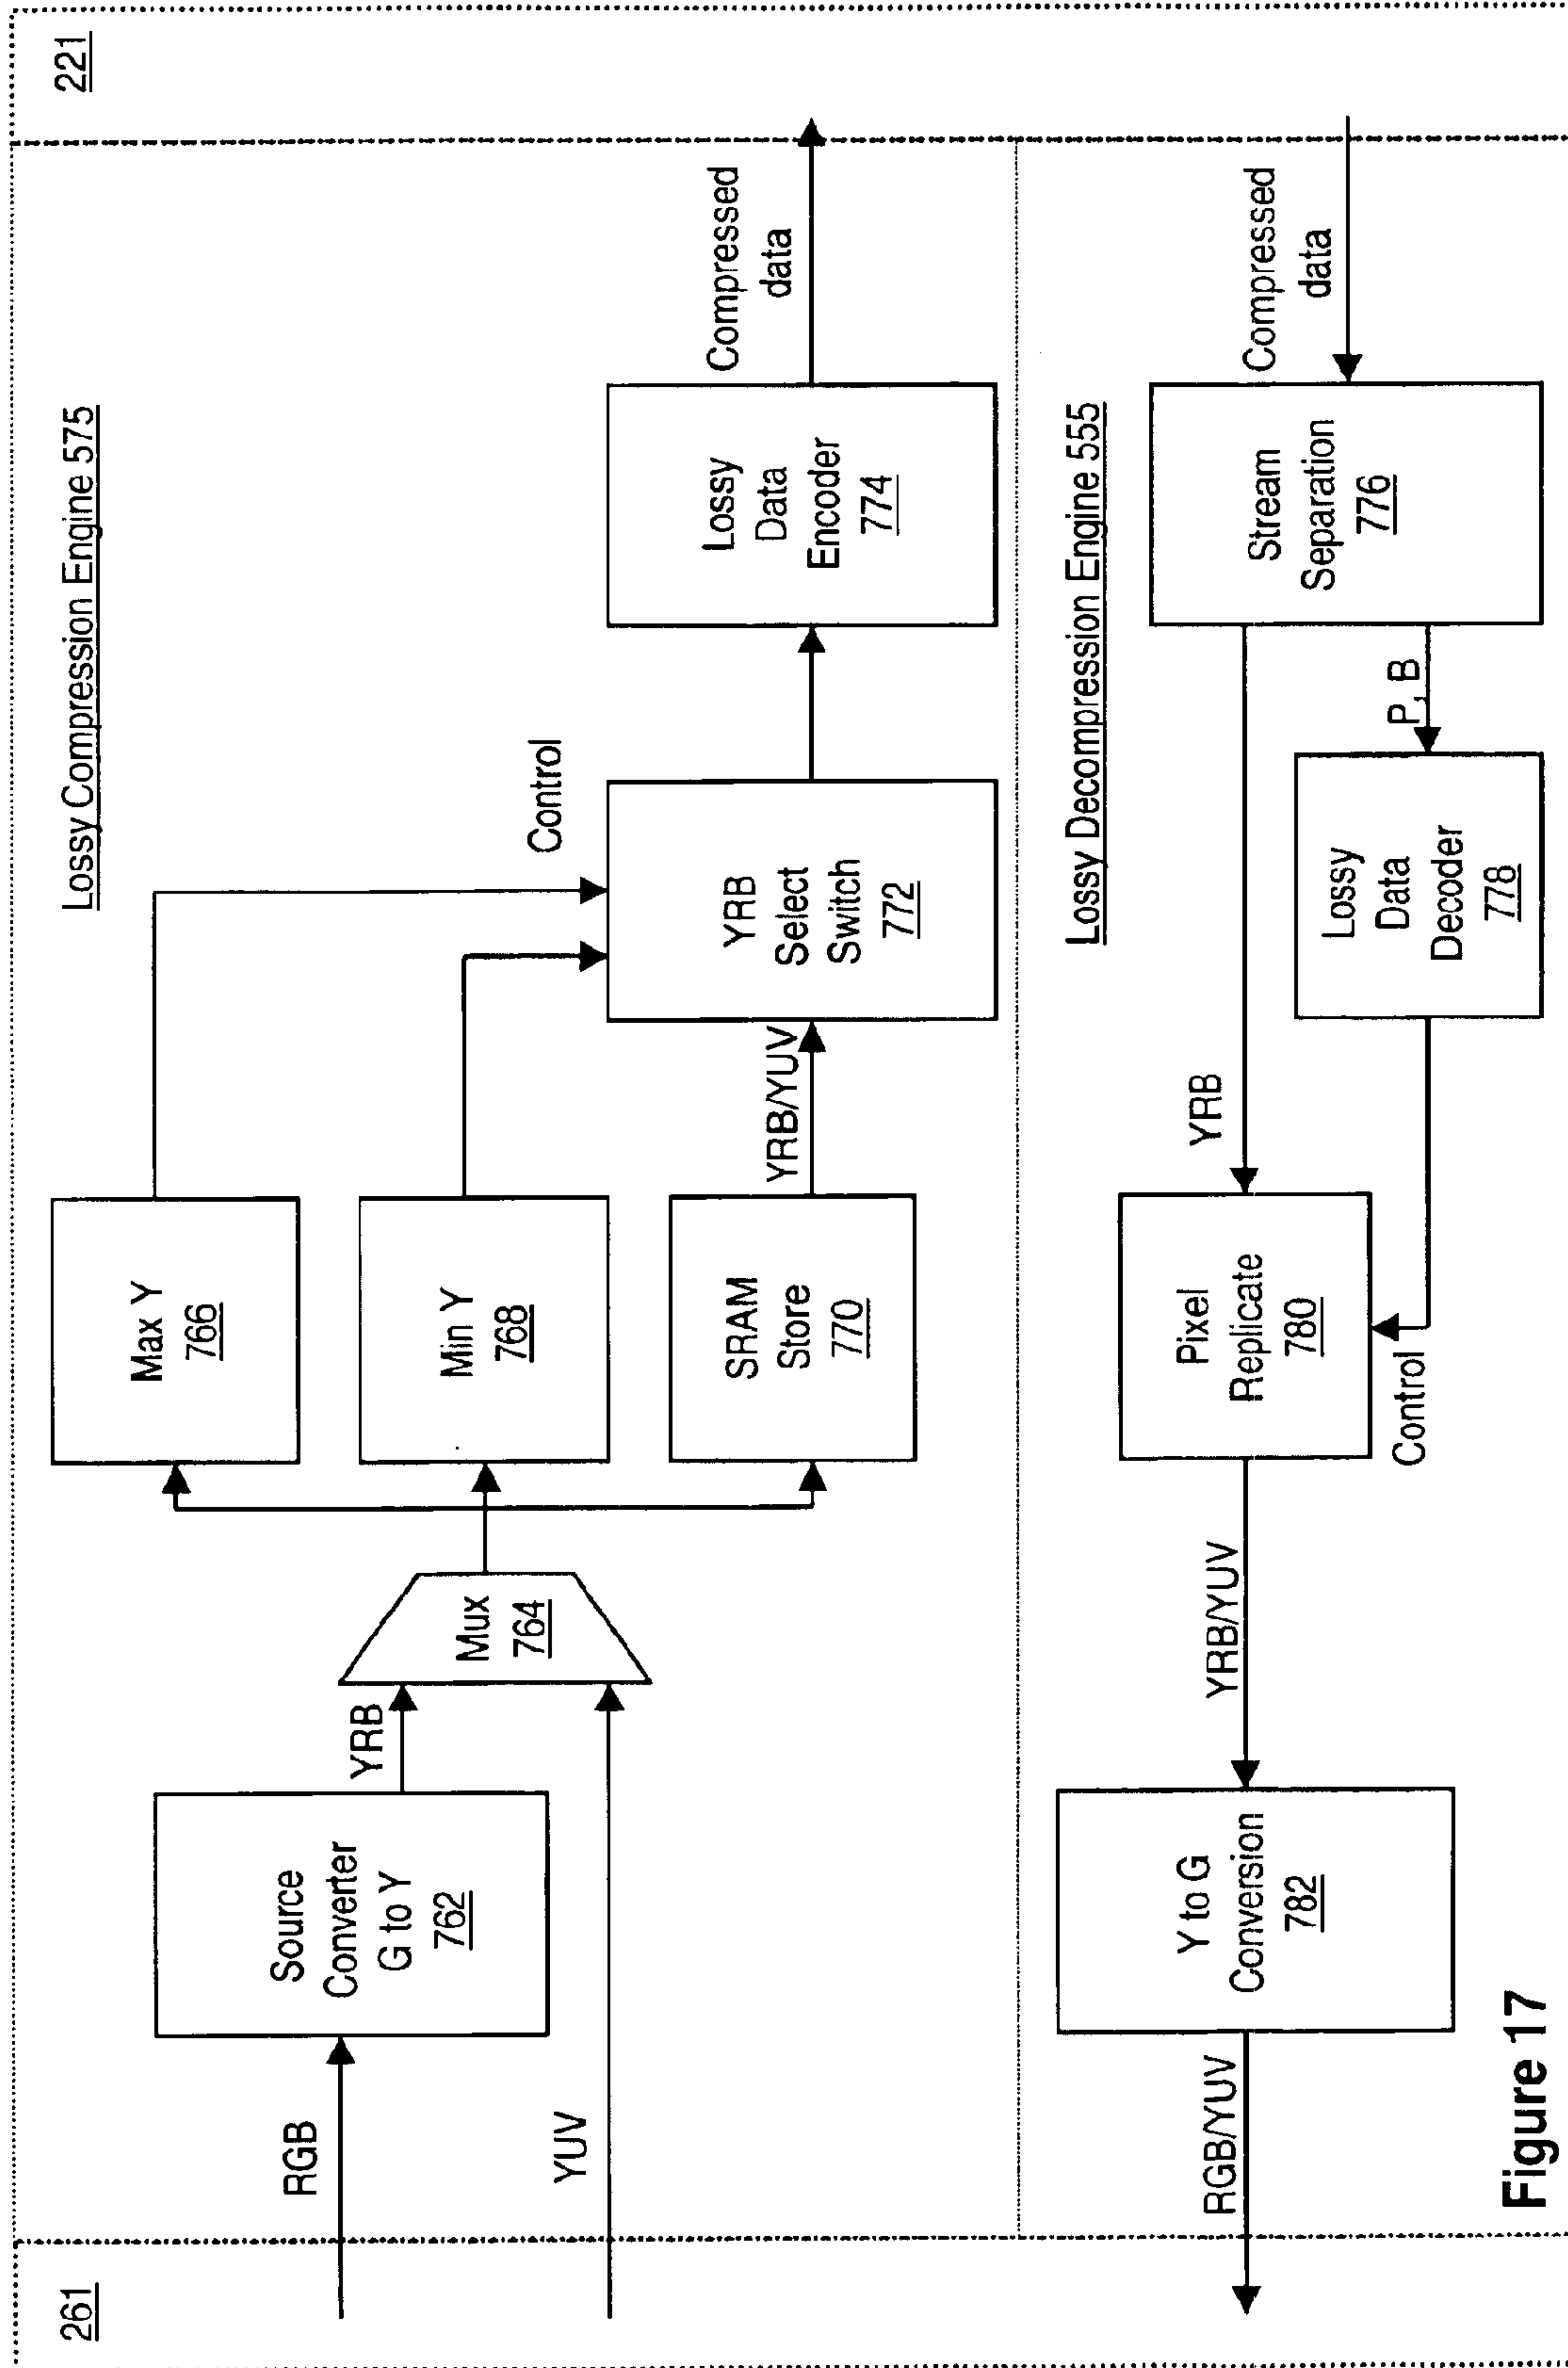 261
221
Lossy Compression Engine 575
RGB
YUV
Source
Converter
G to Y
762
YRB
Mux
764
Max Y
766
Min Y
768
SRAM
Store
770
YRB/YUV
Control
YRB
Select
Switch
772
Lossy
Data
Encoder
774
Compressed
data
Lossy Decompression Engine 555
RGB/YUV
Y to G
Conversion
782
YRB/YUV
Pixel
Replicate
780
Control
YRB
Lossy
Data
Decoder
778
P, B
Stream
Separation
776
Compressed
data
Figure 17